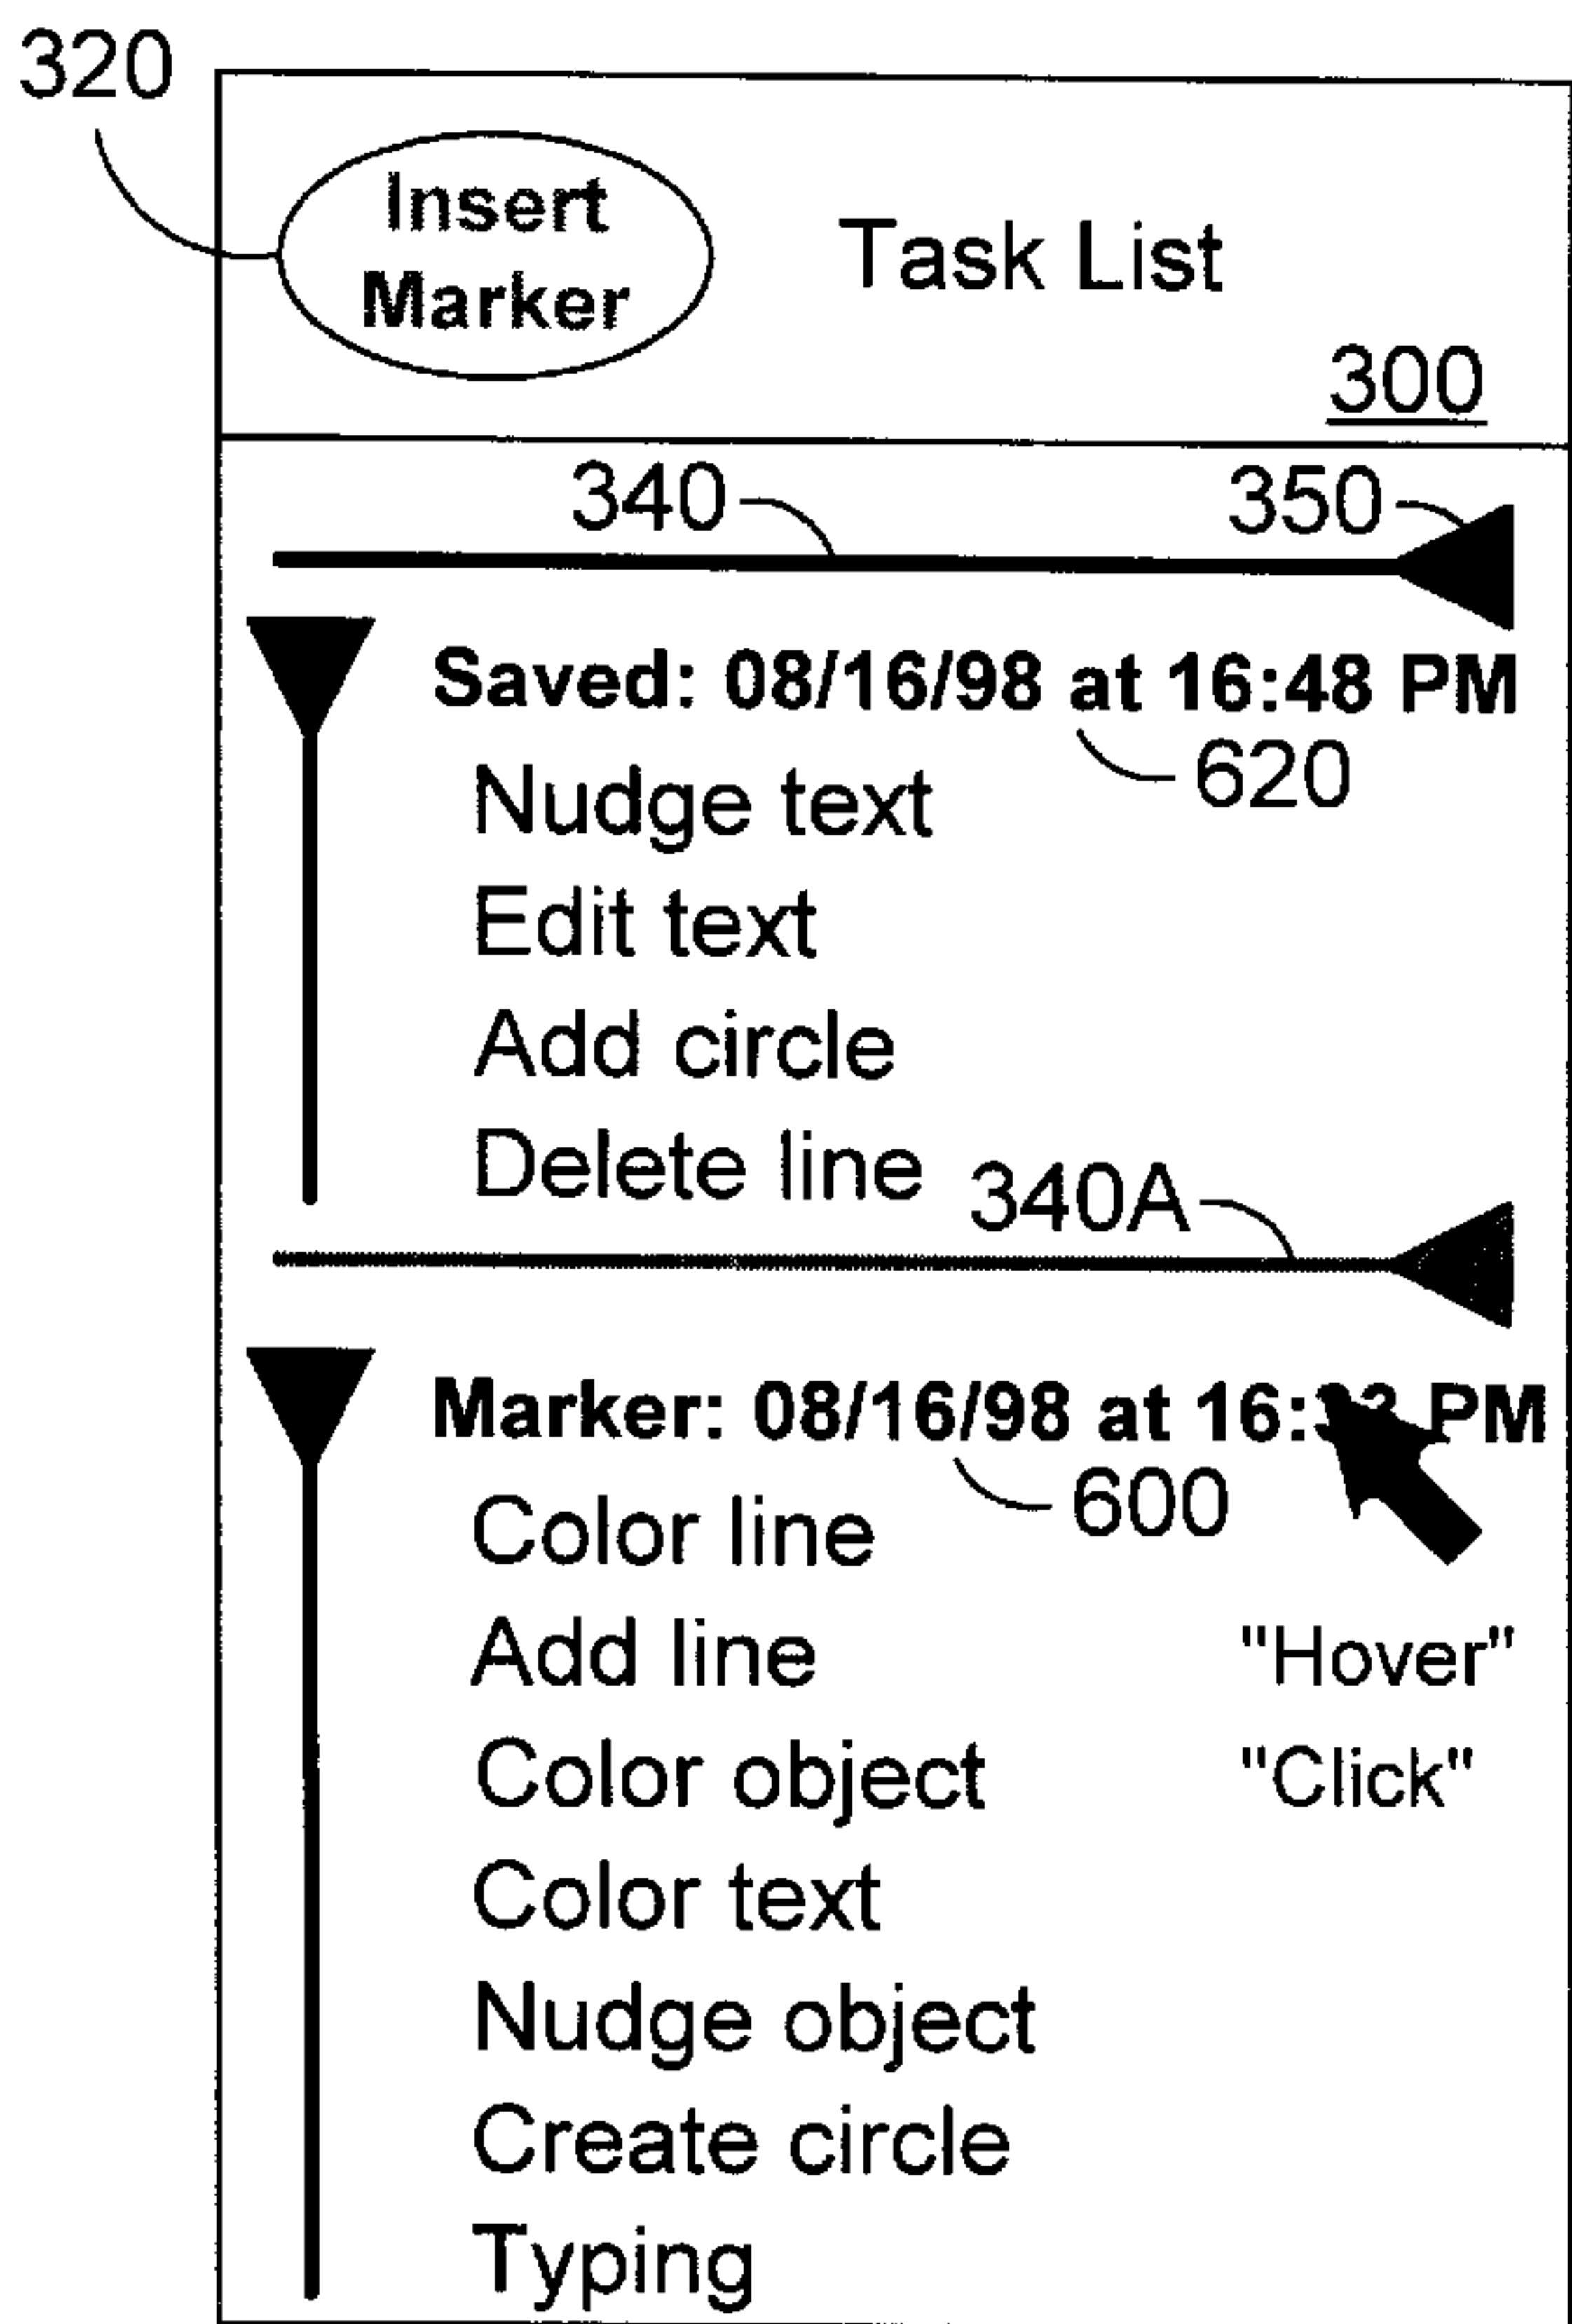 320
Insert
Marker
Task List
300
340
350
Saved: 08/16/98 at 16:48 PM
620
Nudge text
Edit text
Add circle
Delete line
340A
Marker: 08/16/98 at PM
600
Color line
Add line
"Hover"
Color object
"Click"
Color text
Nudge object
Create circle
Typing